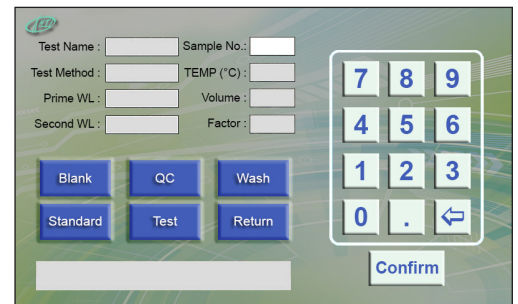 Test Name : Sample No.:
Test Method : TEMP (°C) :
Prime WL : Volume :
Second WL : Factor :
Blank QC Wash
Standard Test Return
7 8 9
4 5 6
1 2 3
0 .
Confirm